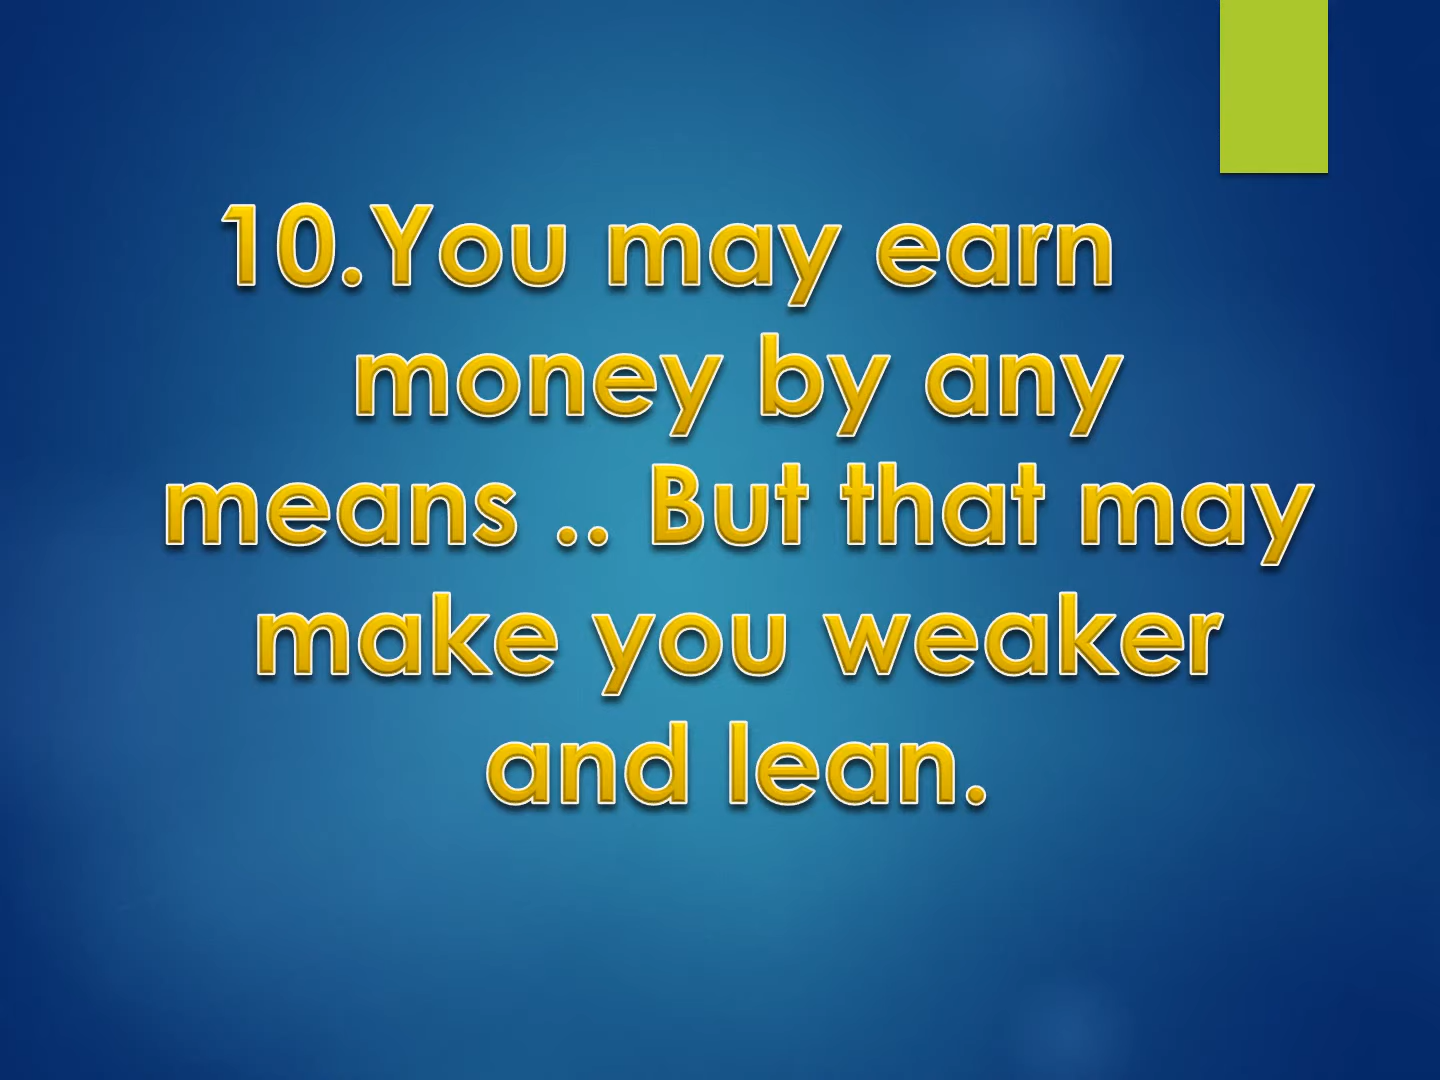 10.You may earn
money by any
means .. But that may
make you weaker
and lean.